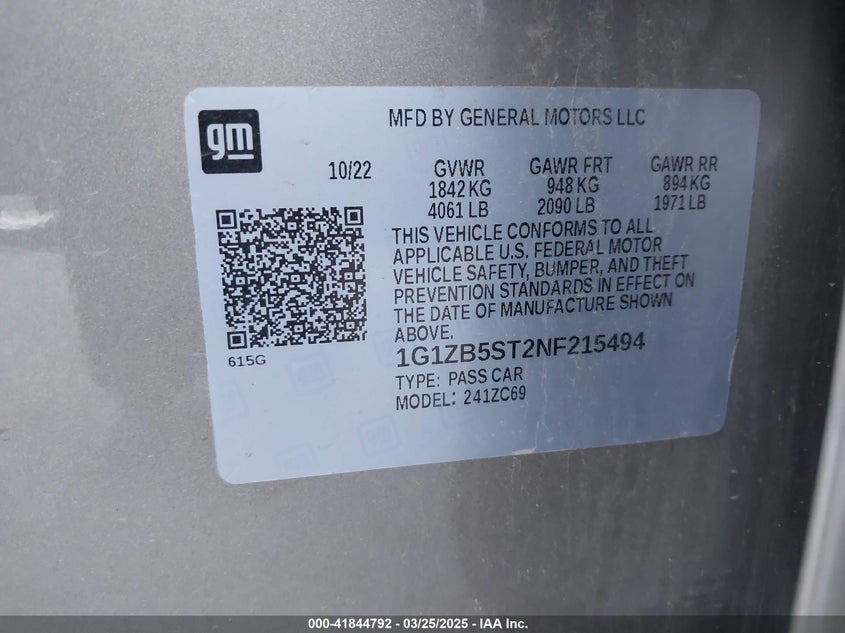 gm
MFD BY GENERAL MOTORS LLC
10/22 GVWR GAWR FRT GAWR RR
1842 KG 948 KG 894 KG
4061 LB 2090 LB 1971 LB
THIS VEHICLE CONFORMS TO ALL
APPLICABLE U.S. FEDERAL MOTOR
VEHICLE SAFETY, BUMPER, AND THEFT
PREVENTION STANDARDS IN EFFECT ON
THE DATE OF MANUFACTURE SHOWN
ABOVE.
615G
1G1ZB5ST2NF215494
TYPE: PASS CAR
MODEL: 241ZC69
000-41844792 — 03/25/2025 — IAA Inc.